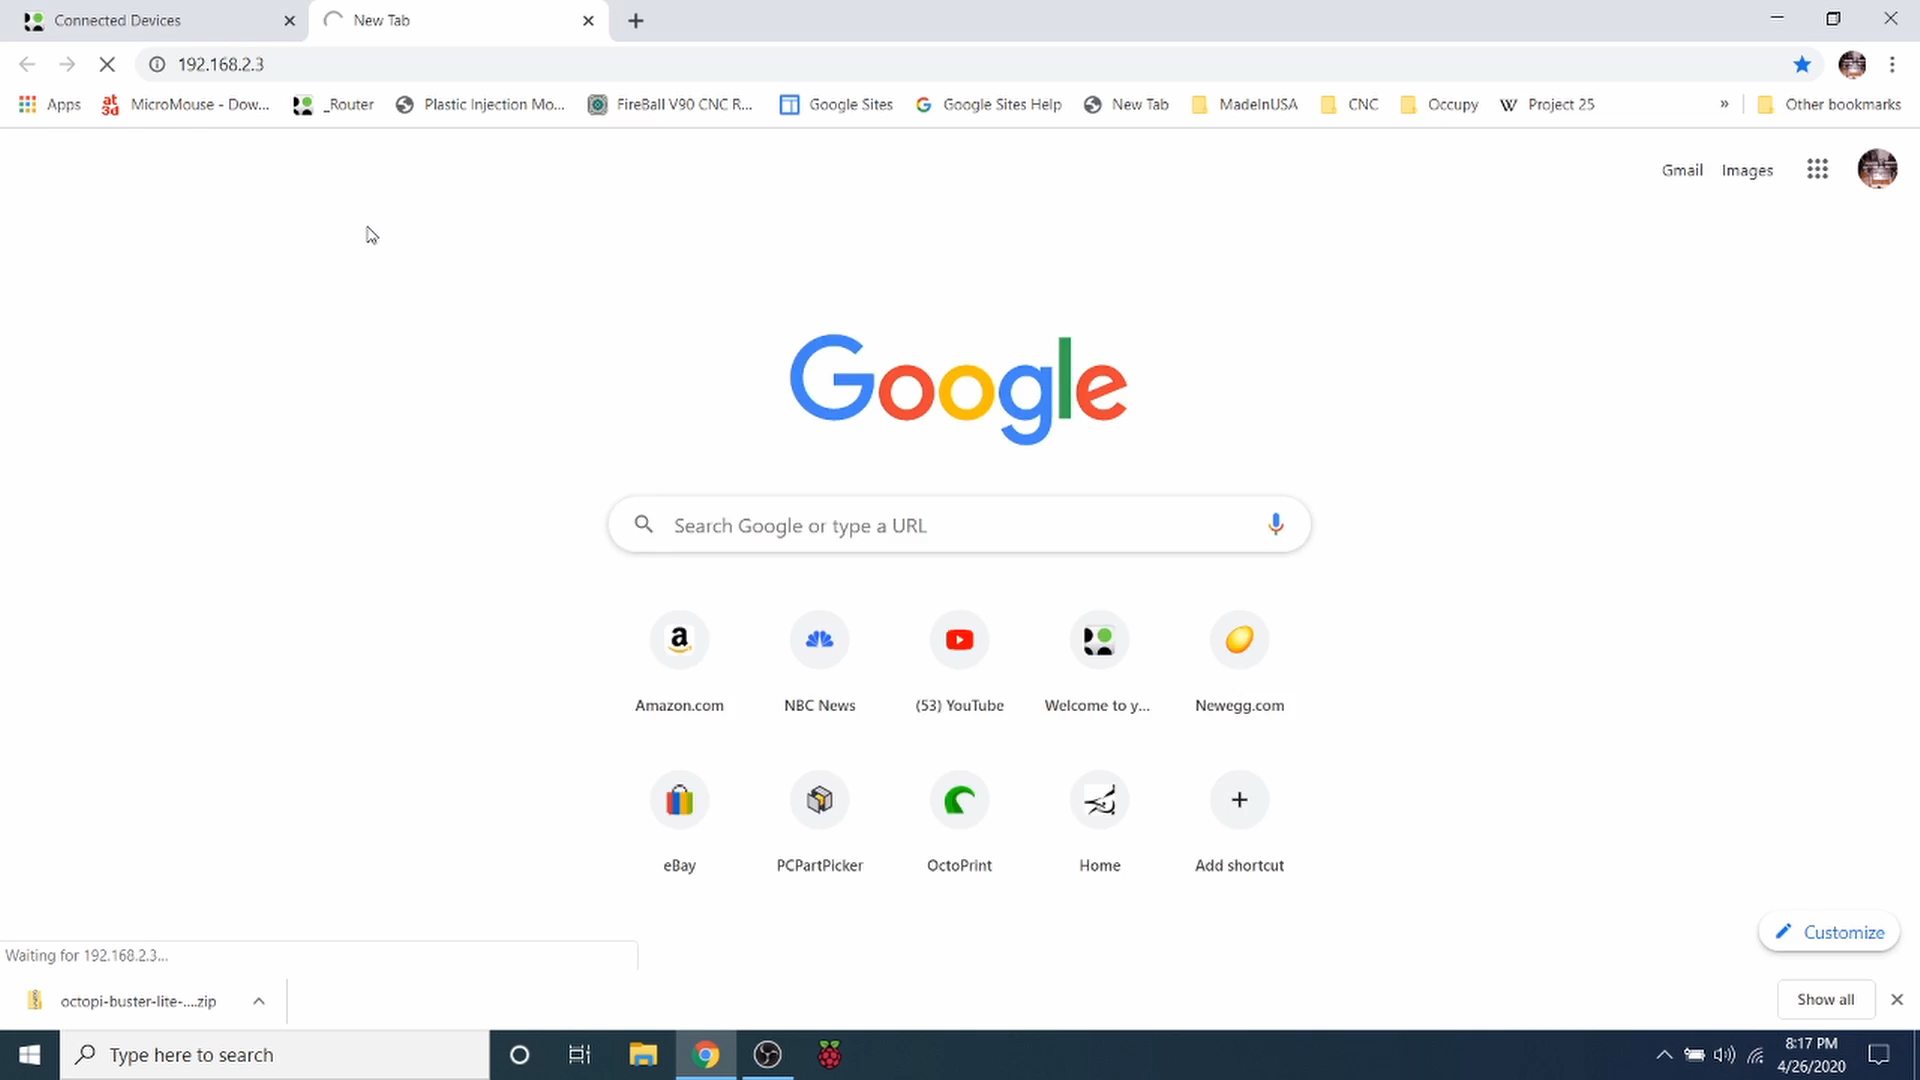 Connected Devices
New Tab
192.168.2.3
Apps
at3d
MicroMouse - Dow...
_Router
Plastic Injection Mo...
FireBall V90 CNC R...
Google Sites
G Google Sites Help
New Tab
MadeInUSA
CNC
Occupy
W Project 25
»
Other bookmarks
Gmail
Images
Google
Search Google or type a URL
a
Amazon.com
NBC News
(53) YouTube
Welcome to y...
Newegg.com
eBay
PCPartPicker
OctoPrint
Home
Add shortcut
Customize
Waiting for 192.168.2.3...
octopi-buster-lite-....zip
Show all
Type here to search
8:17 PM
4/26/2020